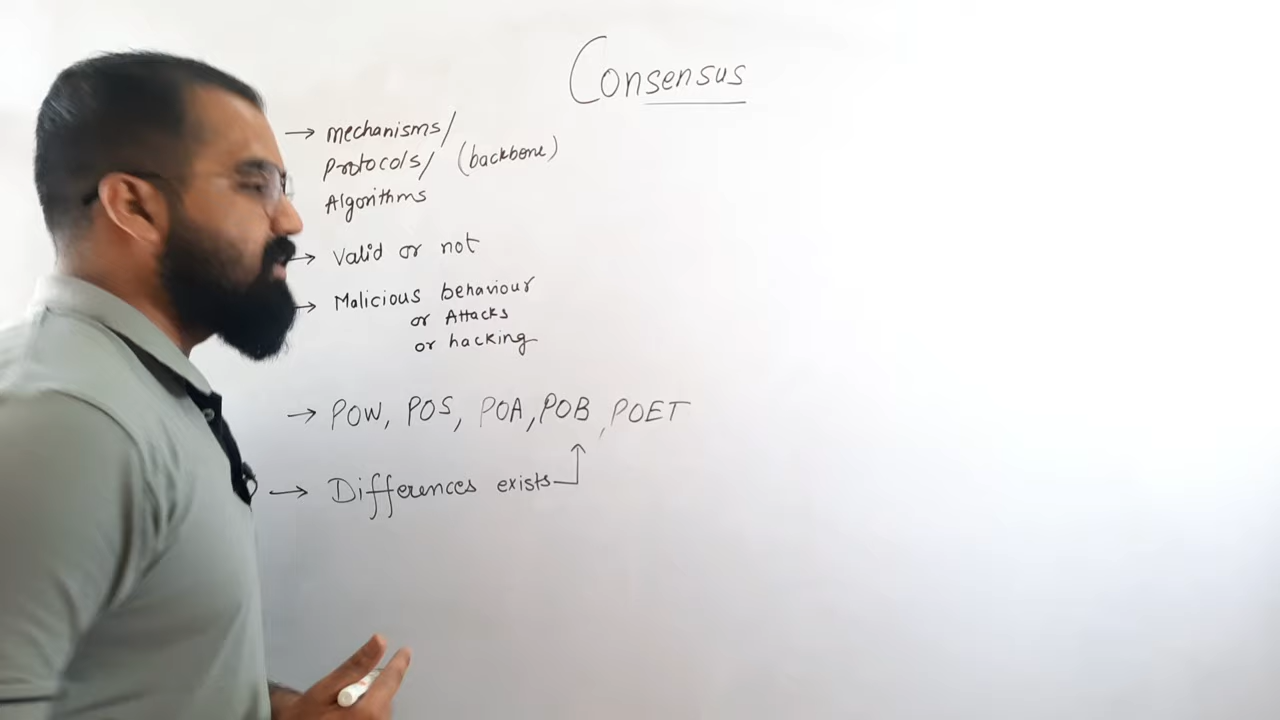 Consensus
→ mechanisms/
Protocols/ (backbone)
Algorithms
→ Valid or not
→ Malicious behaviour
or Attacks
or hacking
→ POW, POS, POA, POB, POET
→ Differences exists